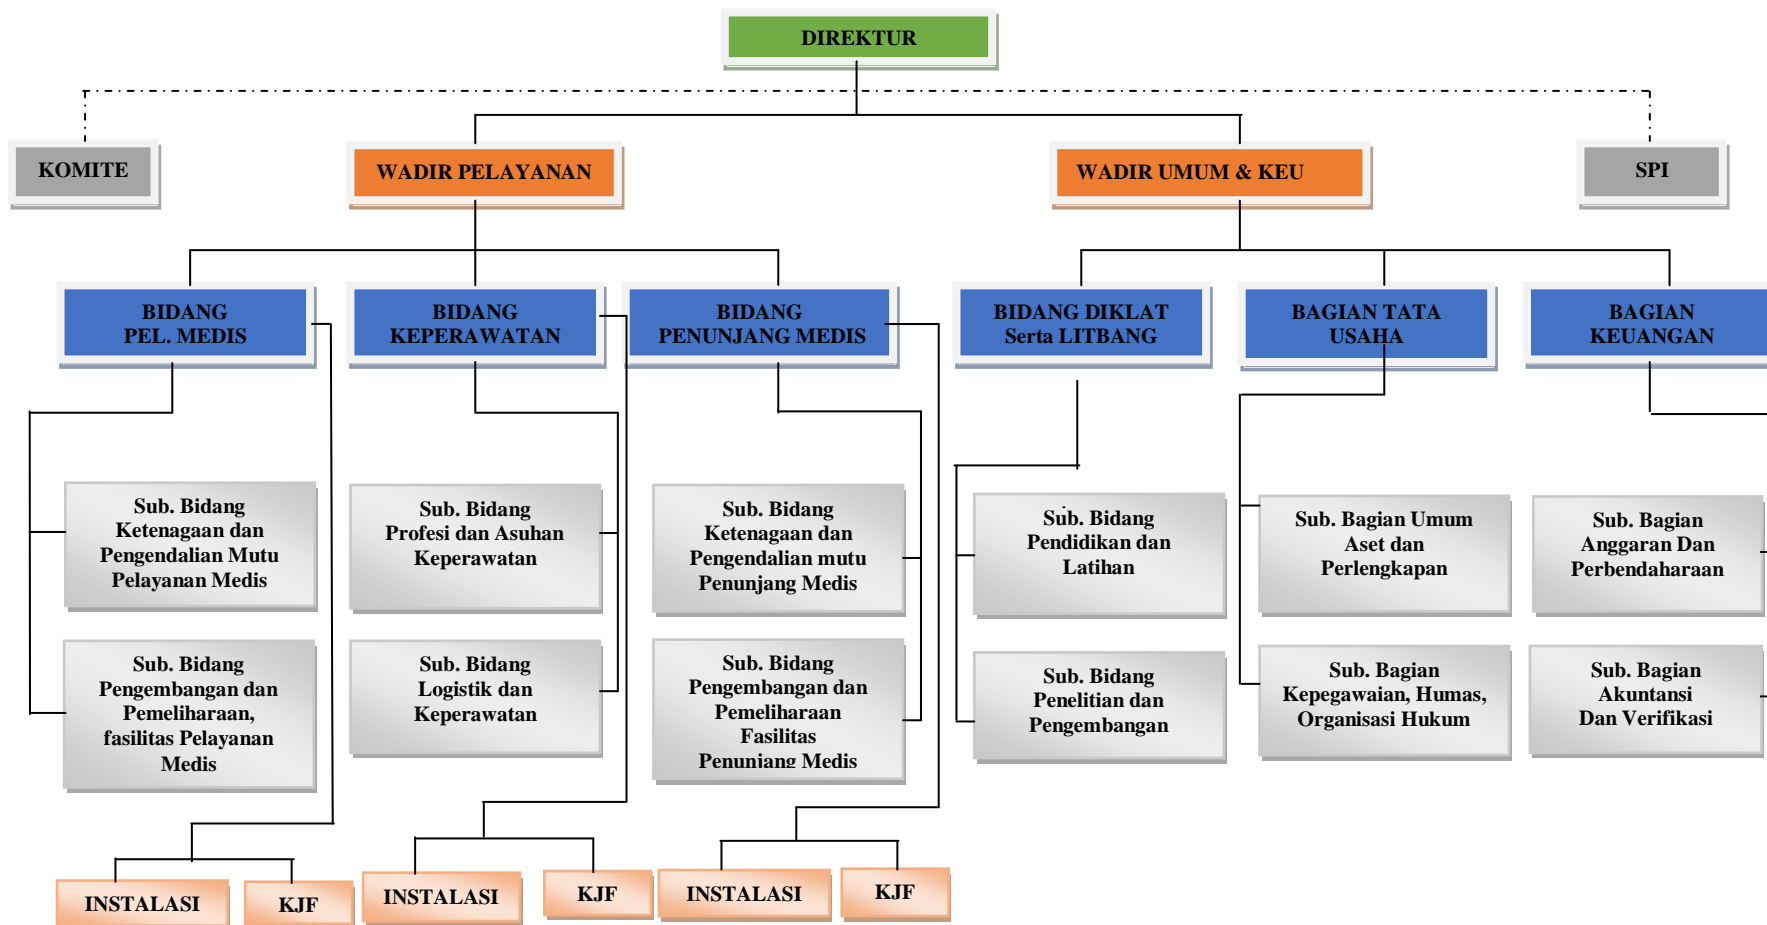 DIREKTUR
KOMITE
WADIR PELAYANAN
WADIR UMUM & KEU
SPI
BIDANG
PEL. MEDIS
BIDANG
KEPERAWATAN
BIDANG
PENUNJANG MEDIS
BIDANG DIKLAT
Serta LITBANG
BAGIAN TATA
USAHA
BAGIAN
KEUANGAN
Sub. Bidang
Ketenagaan dan
Pengendalian Mutu
Pelayanan Medis
Sub. Bidang
Profesi dan Asuhan
Keperawatan
Sub. Bidang
Ketenagaan dan
Pengendalian mutu
Penunjang Medis
Sub. Bidang
Pendidikan dan
Latihan
Sub. Bagian Umum
Aset dan
Perlengkapan
Sub. Bagian
Anggaran Dan
Perbendaharaan
Sub. Bidang
Pengembangan dan
Pemeliharaan,
fasilitas Pelayanan
Medis
Sub. Bidang
Logistik dan
Keperawatan
Sub. Bidang
Pengembangan dan
Pemeliharaan
Fasilitas
Penunjang Medis
Sub. Bidang
Penelitian dan
Pengembangan
Sub. Bagian
Kepegawaian, Humas,
Organisasi Hukum
Sub. Bagian
Akuntansi
Dan Verifikasi
INSTALASI
KJF
INSTALASI
KJF
INSTALASI
KJF